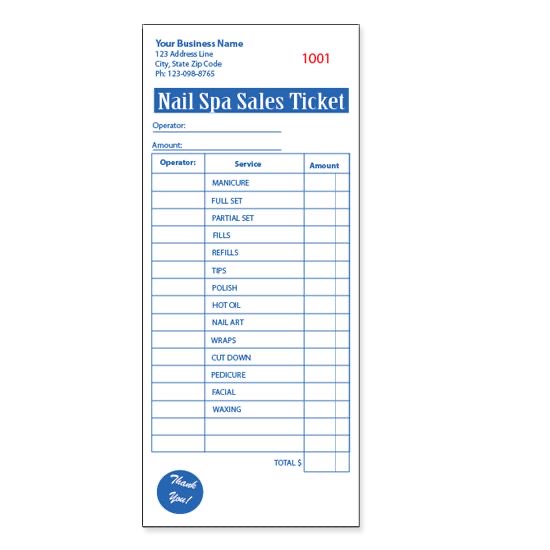 Your Business Name
123 Address Line
City, State Zip Code
Ph: 123-098-8765
1001
Nail Spa Sales Ticket
Operator:
Amount:
Operator: Service Amount
MANICURE
FULL SET
PARTIAL SET
FILLS
REFILLS
TIPS
POLISH
HOT OIL
NAIL ART
WRAPS
CUT DOWN
PEDICURE
FACIAL
WAXING
TOTAL $
Thank
You!